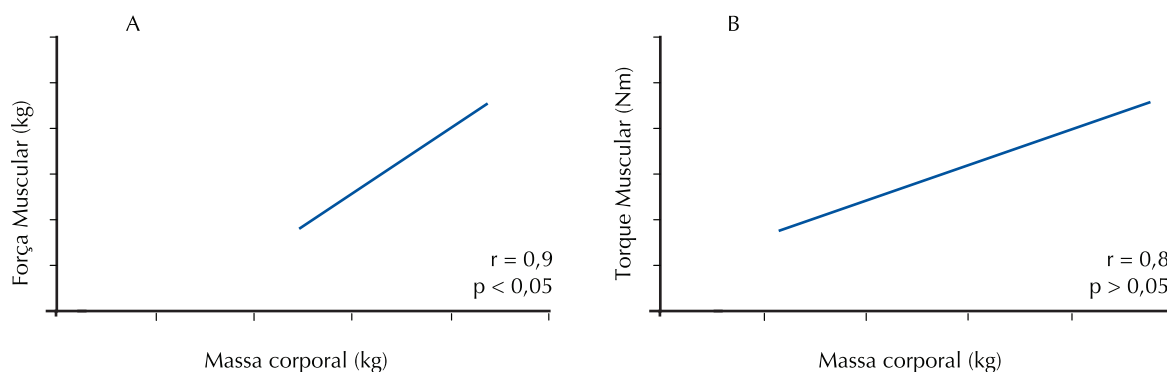 A
Força Muscular (kg)
r = 0,9
p < 0,05
Massa corporal (kg)
B
Torque Muscular (Nm)
r = 0,8
p > 0,05
Massa corporal (kg)